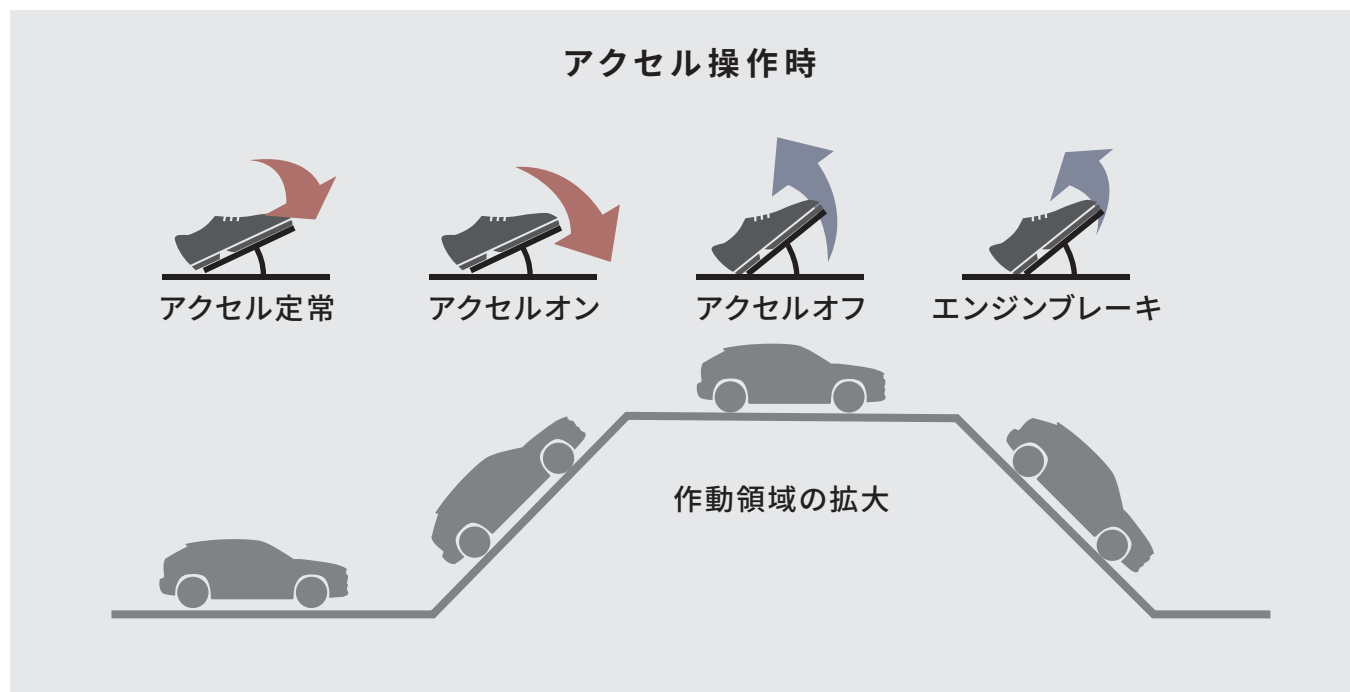 アクセル操作時
アクセル定常
アクセルオン
アクセルオフ
エンジンブレーキ
作動領域の拡大